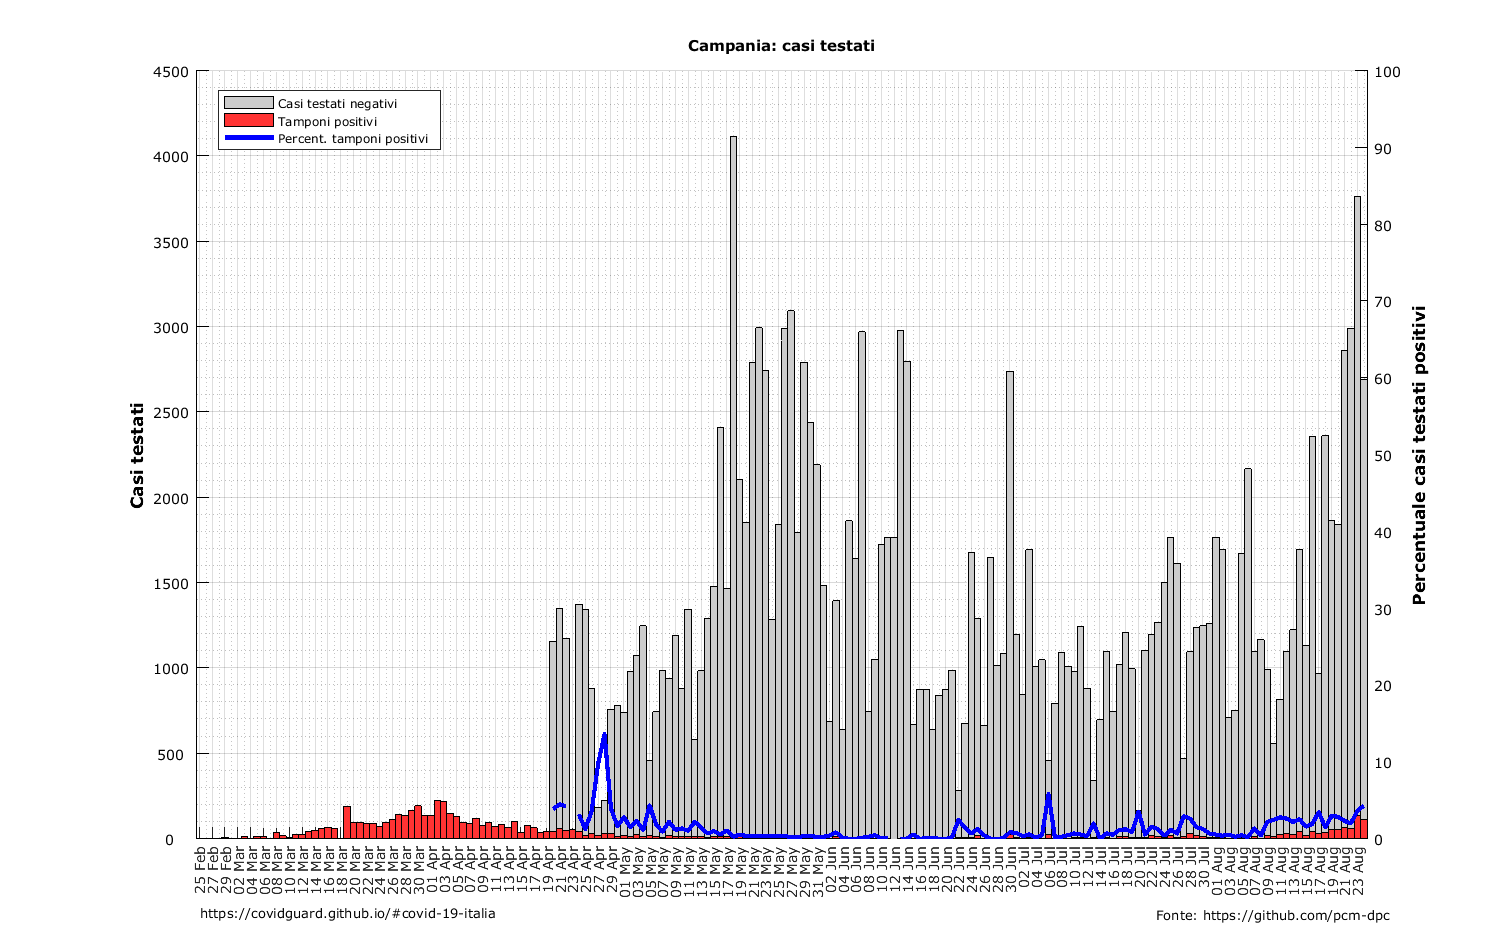 Campania: casi testati
Casi testati negativi
Tamponi positivi
Percent. tamponi positivi
Casi testati
4500
4000
3500
3000
2500
2000
1500
1000
500
0
Percentuale casi testati positivi
100
90
80
70
60
50
40
30
20
10
0
25 Feb
27 Feb
29 Feb
02 Mar
04 Mar
06 Mar
08 Mar
10 Mar
12 Mar
14 Mar
16 Mar
18 Mar
20 Mar
22 Mar
24 Mar
26 Mar
28 Mar
30 Mar
01 Apr
03 Apr
05 Apr
07 Apr
09 Apr
11 Apr
13 Apr
15 Apr
17 Apr
19 Apr
21 Apr
23 Apr
25 Apr
27 Apr
29 Apr
01 May
03 May
05 May
07 May
09 May
11 May
13 May
15 May
17 May
19 May
21 May
23 May
25 May
27 May
29 May
31 May
02 Jun
04 Jun
06 Jun
08 Jun
10 Jun
12 Jun
14 Jun
16 Jun
18 Jun
20 Jun
22 Jun
24 Jun
26 Jun
28 Jun
30 Jun
02 Jul
04 Jul
06 Jul
08 Jul
10 Jul
12 Jul
14 Jul
16 Jul
18 Jul
20 Jul
22 Jul
24 Jul
26 Jul
28 Jul
30 Jul
01 Aug
03 Aug
05 Aug
07 Aug
09 Aug
11 Aug
13 Aug
15 Aug
17 Aug
19 Aug
21 Aug
23 Aug
https://covidguard.github.io/#covid-19-italia
Fonte: https://github.com/pcm-dpc